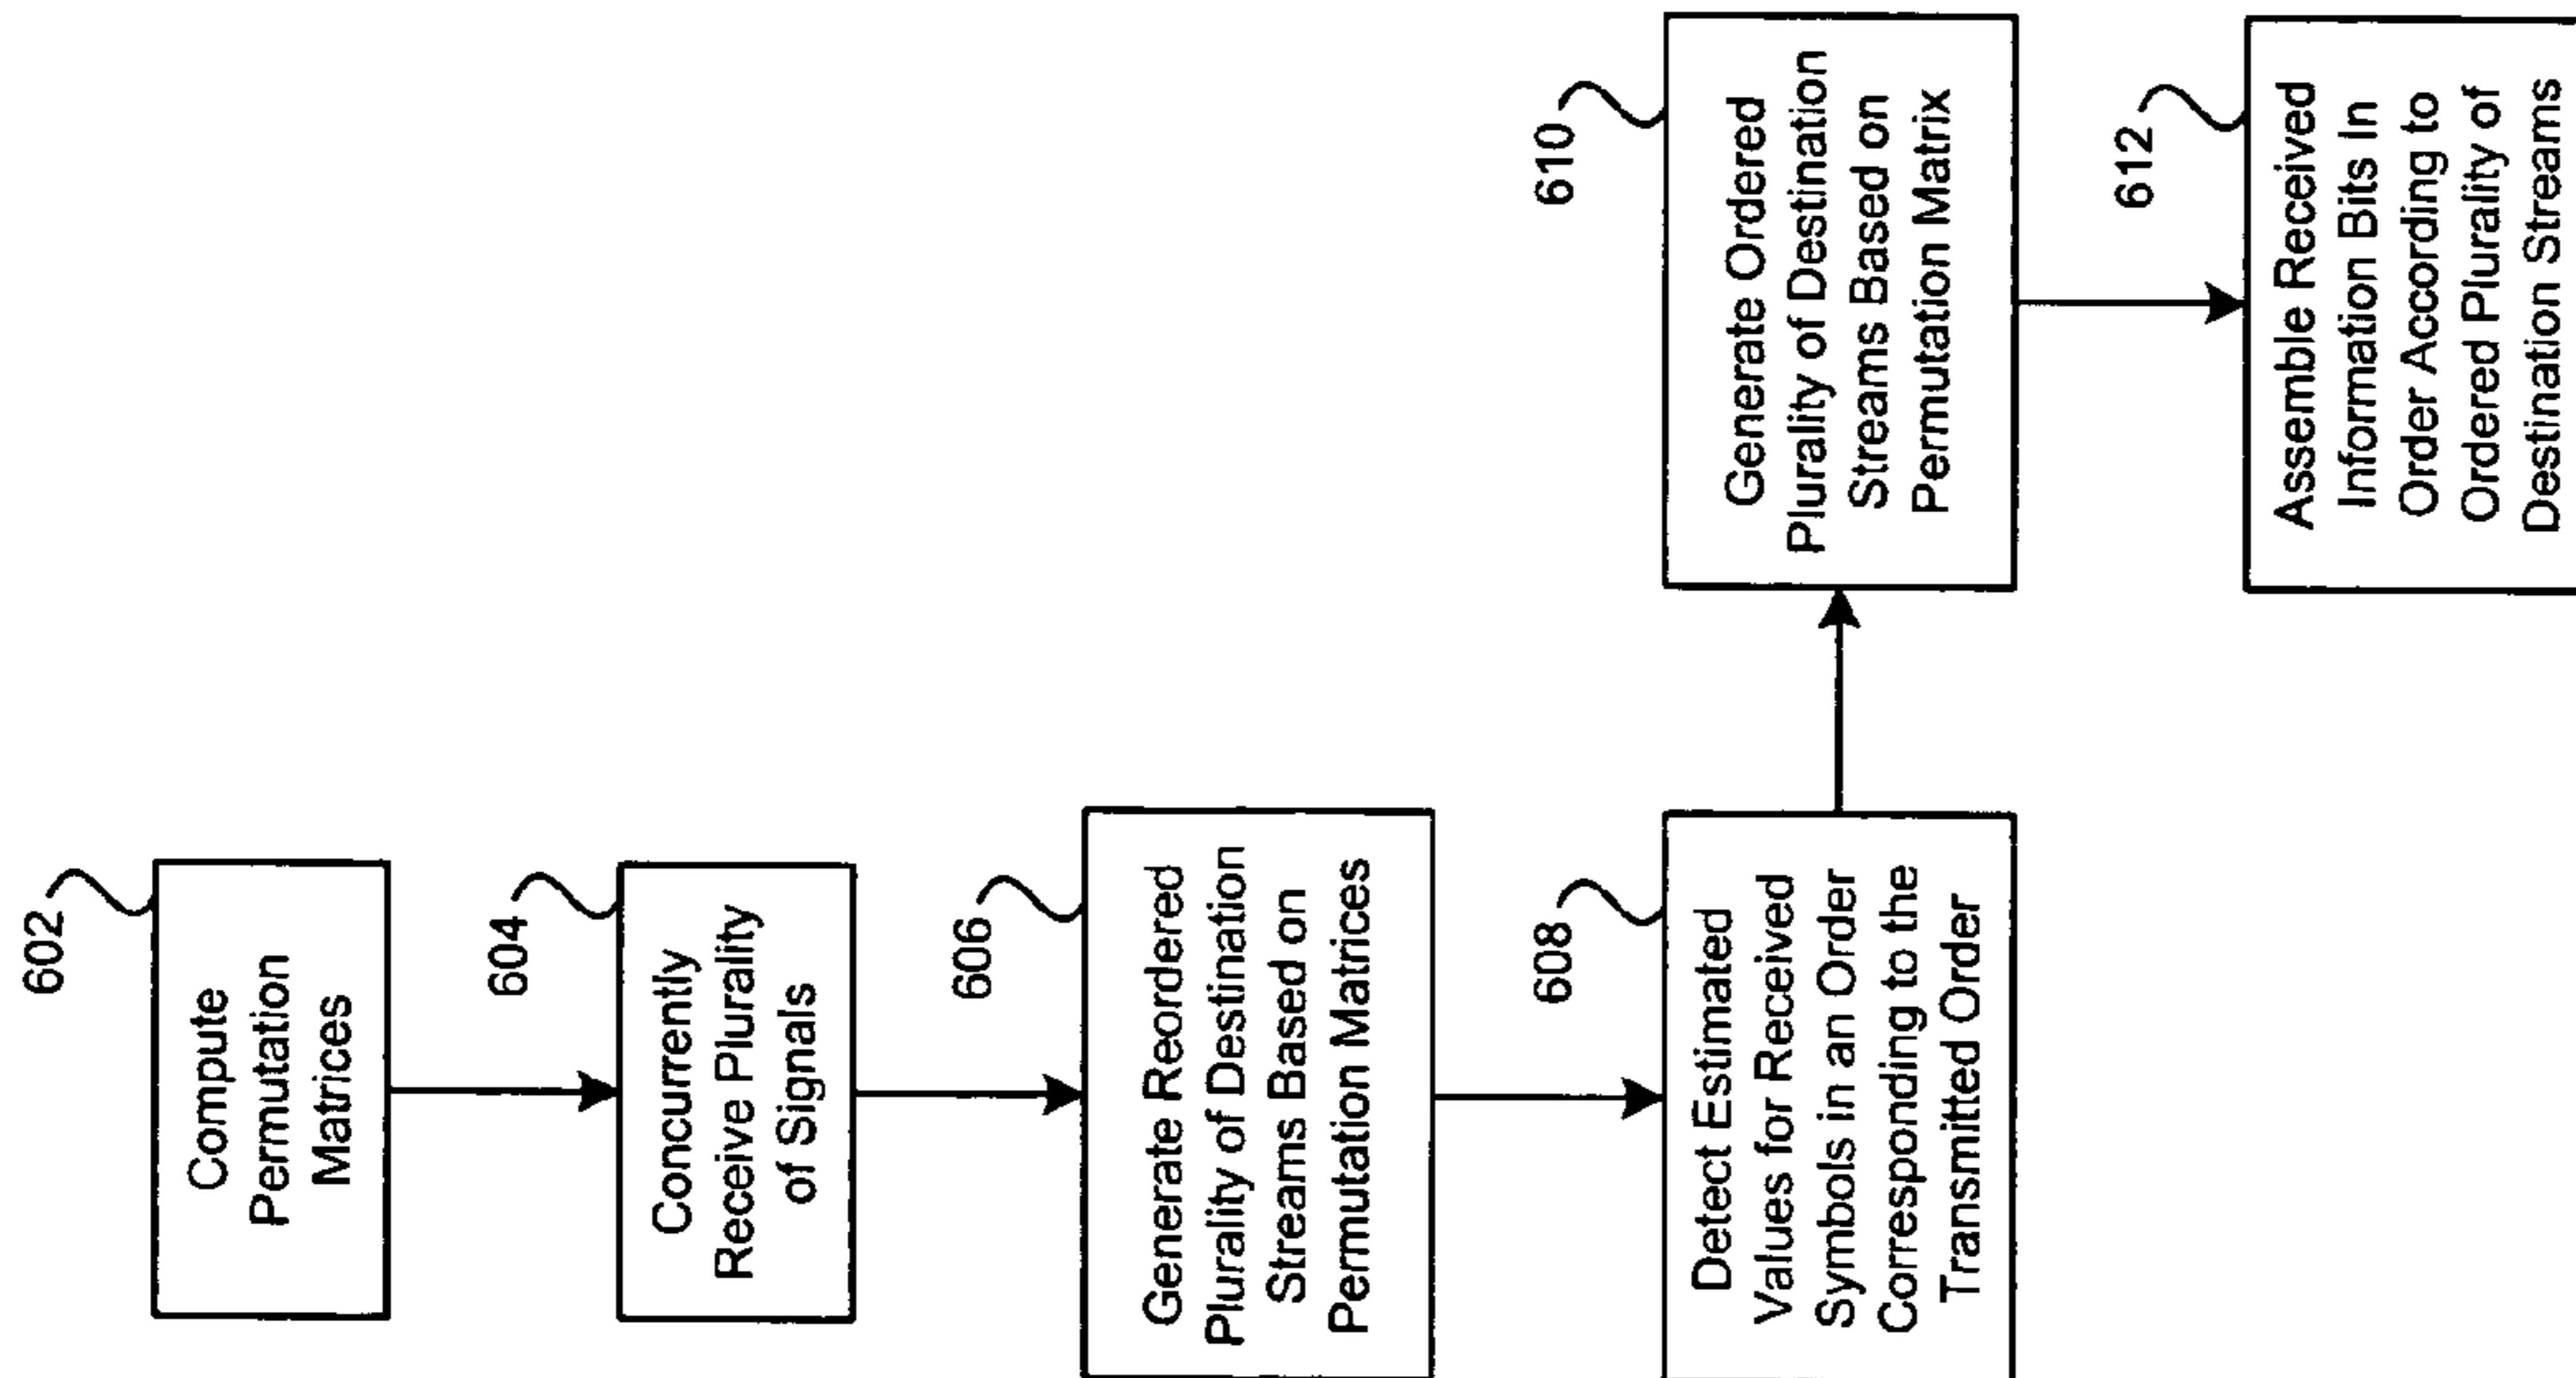 602
Compute
Permutation
Matrices
604
Concurrently
Receive Plurality
of Signals
606
Generate Reordered
Plurality of Destination
Streams Based on
Permutation Matrices
608
Detect Estimated
Values for Received
Symbols in an Order
Corresponding to the
Transmitted Order
610
Generate Ordered
Plurality of Destination
Streams Based on
Permutation Matrix
612
Assemble Received
Information Bits In
Order According to
Ordered Plurality of
Destination Streams